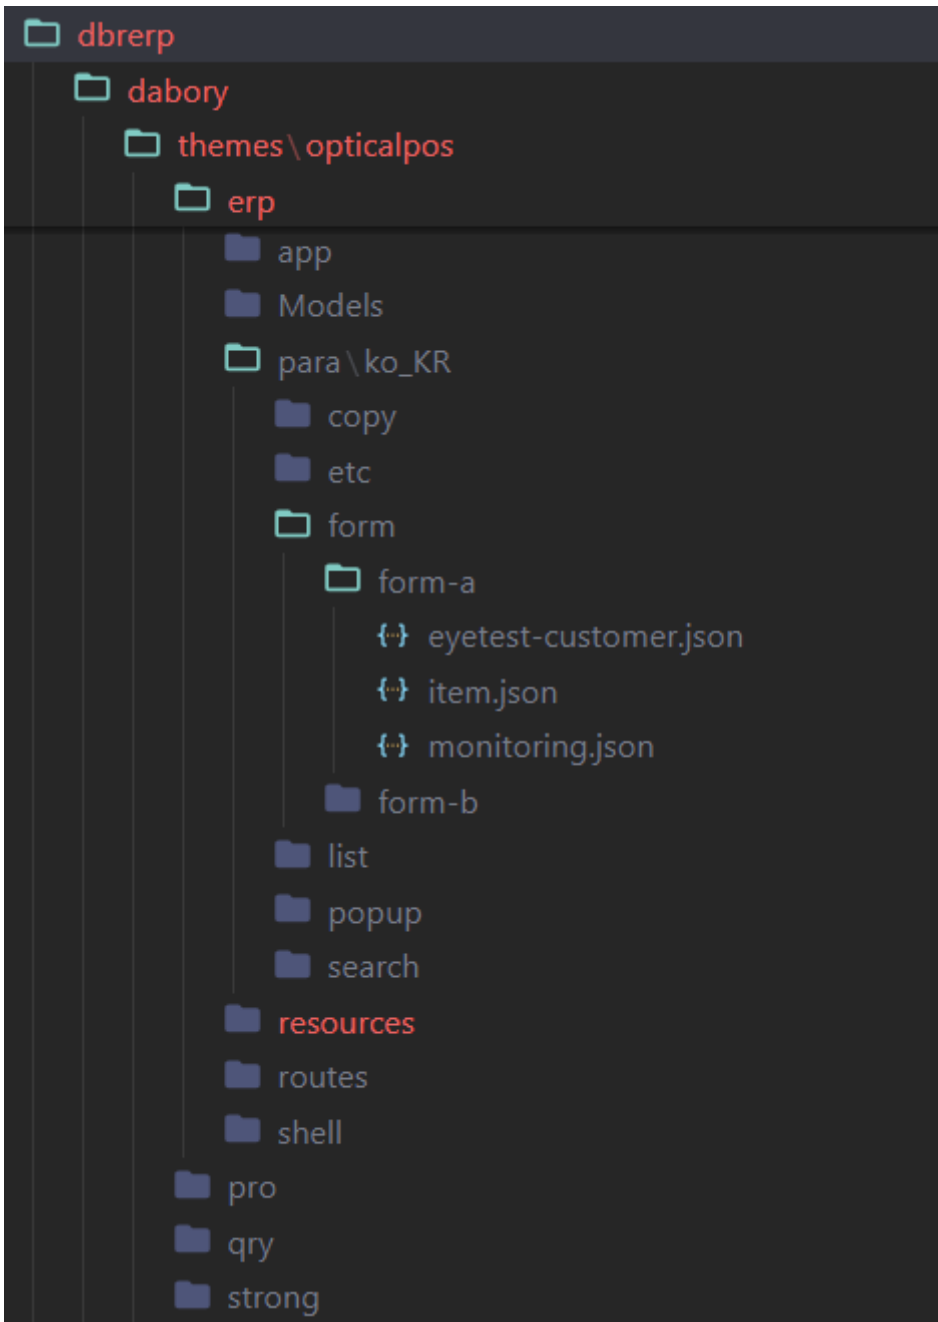 dbrerp
dabory
themes\opticalpos
erp
app
Models
para\ko_KR
copy
etc
form
form-a
eyetest-customer.json
item.json
monitoring.json
form-b
list
popup
search
resources
routes
shell
pro
qry
strong